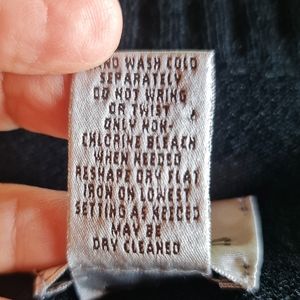 HAND WASH COLD
SEPARATELY
DO NOT WRING
OR TWIST
ONLY NON-
CHLORINE BLEACH
WHEN NEEDED
RESHAPE DRY FLAT
IRON ON LOWEST
SETTING AS NEEDED
MAY BE
DRY CLEANED